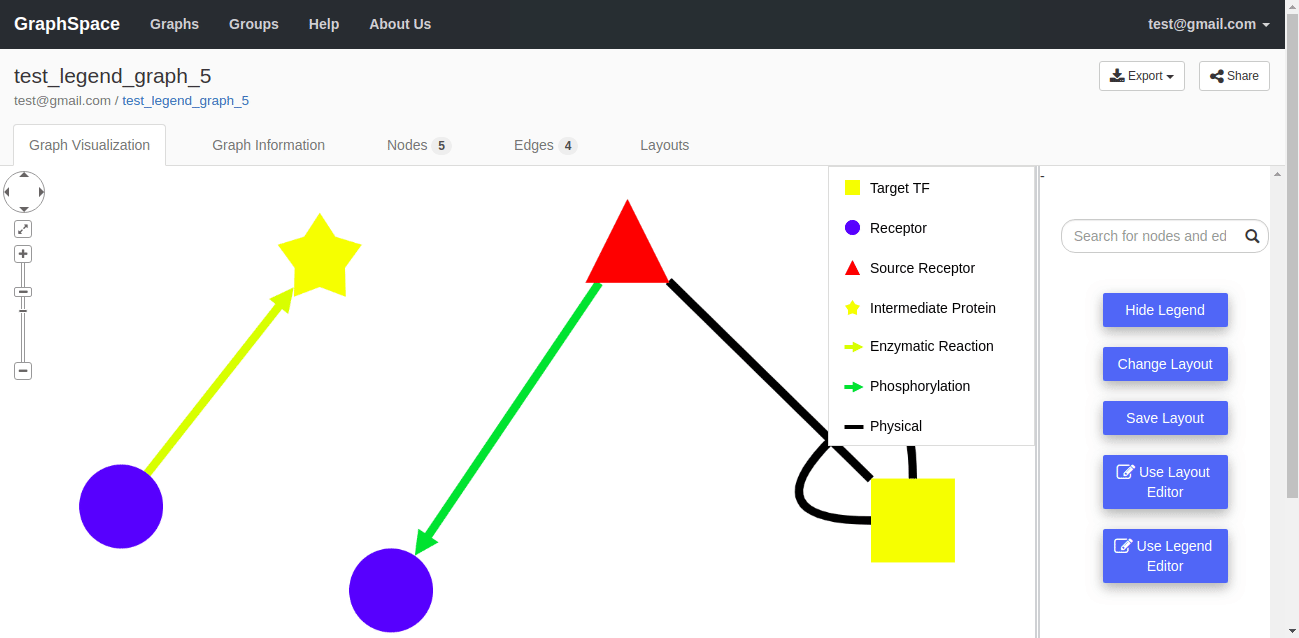 GraphSpace Graphs Groups Help About Us test@gmail.com
test_legend_graph_5 Export Share
test@gmail.com / test_legend_graph_5
Graph Visualization Graph Information Nodes 5 Edges 4 Layouts
-
Target TF
Receptor
Source Receptor
Intermediate Protein
Enzymatic Reaction
Phosphorylation
Physical
Search for nodes and ed
Hide Legend
Change Layout
Save Layout
Use Layout
Editor
Use Legend
Editor